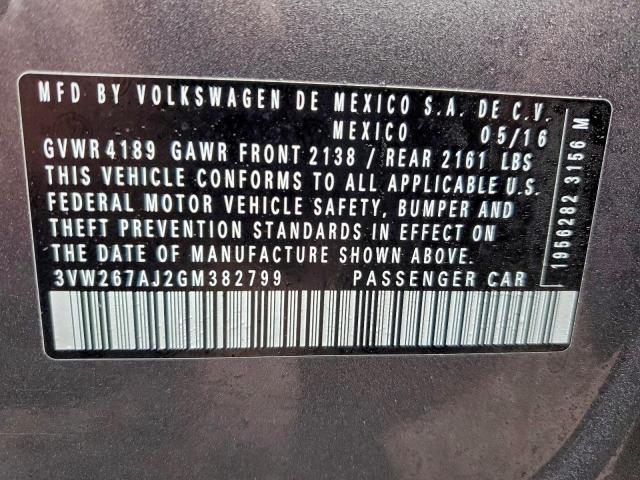 MFD BY VOLKSWAGEN DE MEXICO S.A. DE C.V.
MEXICO 05/16
GVWR 4189 GAWR FRONT 2138 / REAR 2161 LBS
THIS VEHICLE CONFORMS TO ALL APPLICABLE U.S.
FEDERAL MOTOR VEHICLE SAFETY, BUMPER AND
THEFT PREVENTION STANDARDS IN EFFECT ON
THE DATE OF MANUFACTURE SHOWN ABOVE.
3VW267AJ2GM382799 PASSENGER CAR
1956282 3156 M